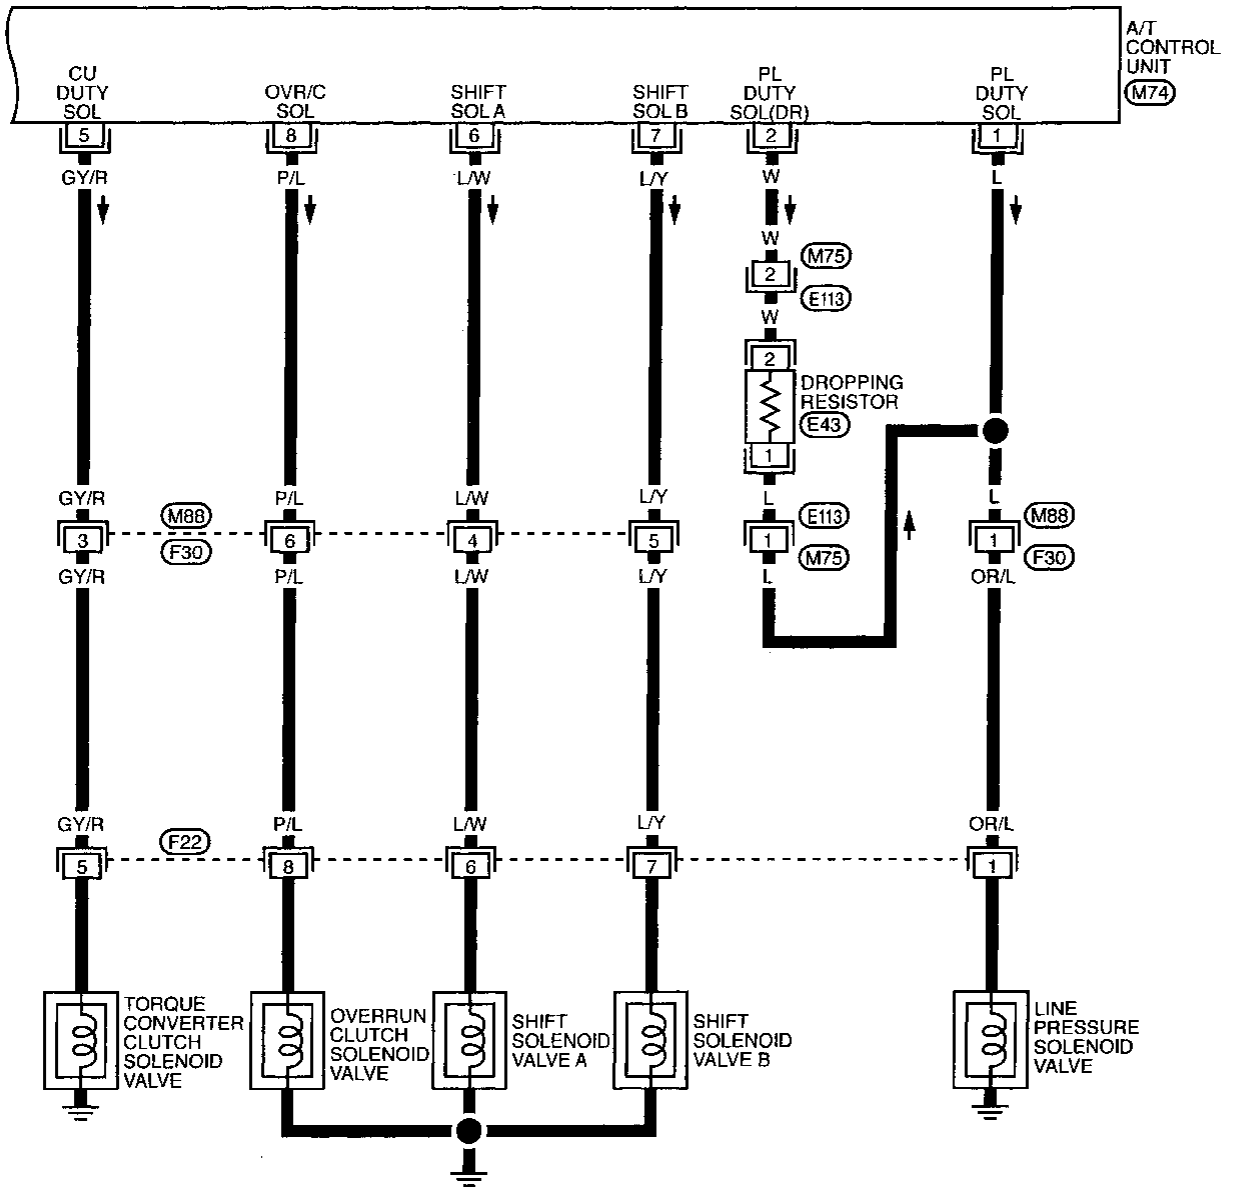 A/T
CONTROL
UNIT
M74
CU
DUTY
SOL
OVR/C
SOL
SHIFT
SOL A
SHIFT
SOL B
PL
DUTY
SOL(DR)
PL
DUTY
SOL
5 8 6 7 2 1
GY/R P/L L/W L/Y W L
W
M75
2
E113
W
2
DROPPING
RESISTOR
E43
1
GY/R P/L L/W L/Y L L
M88 E113 M88
3 6 4 5 1 1
F30 M75 F30
GY/R P/L L/W L/Y L OR/L
GY/R P/L L/W L/Y OR/L
F22
5 8 6 7 1
TORQUE
CONVERTER
CLUTCH
SOLENOID
VALVE
OVERRUN
CLUTCH
SOLENOID
VALVE
SHIFT
SOLENOID
VALVE A
SHIFT
SOLENOID
VALVE B
LINE
PRESSURE
SOLENOID
VALVE